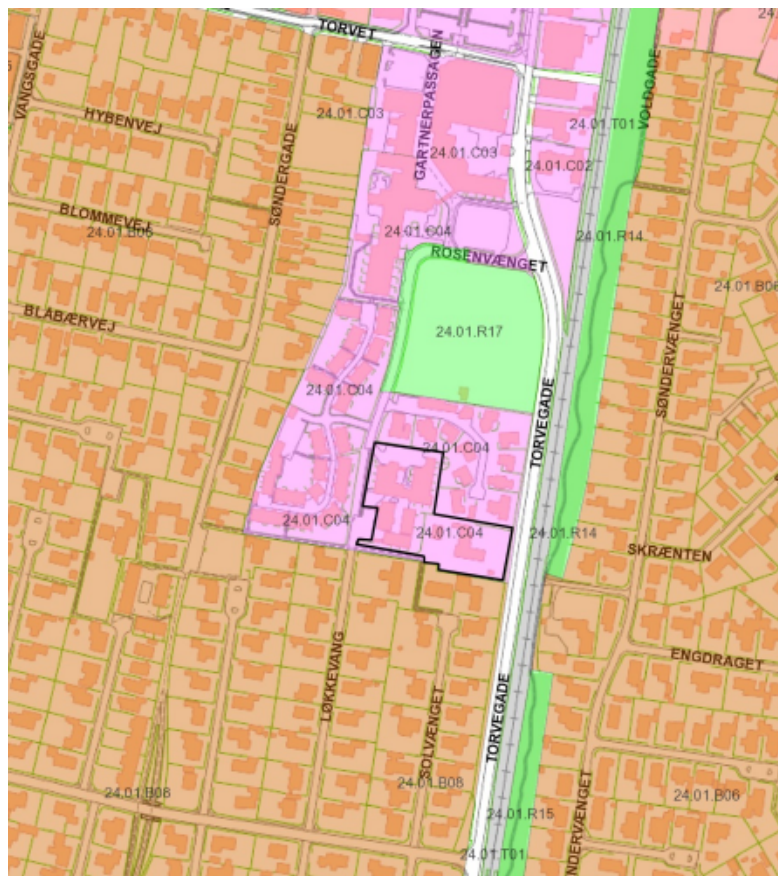 24.
TORVET
VANGSGADE
GARTNERPASSAGEN
VOLDGADE
HYBENVEJ
24.01.C03
24.01.T01
SØNDERGADE
24.01.C03
24.01.C02
BLOMMEVEJ
24.01.B06
24.01.C04
24.01.R14
ROSENVÆNGET
24.01.B06
BLÅBÆRVEJ
24.01.R17
SØNDERVÆNGET
24.01.C04
TORVEGADE
24.01.C04
24.01.C04
24.01.C04
24.01.R14
SKRÆNTEN
ENGDRAGET
LØKKEVANG
SOLVÆNGET
TORVEGADE
24.01.B08
24.01.B08
24.01.B06
24.01.R15
NDERVÆNGET
24.01.T01